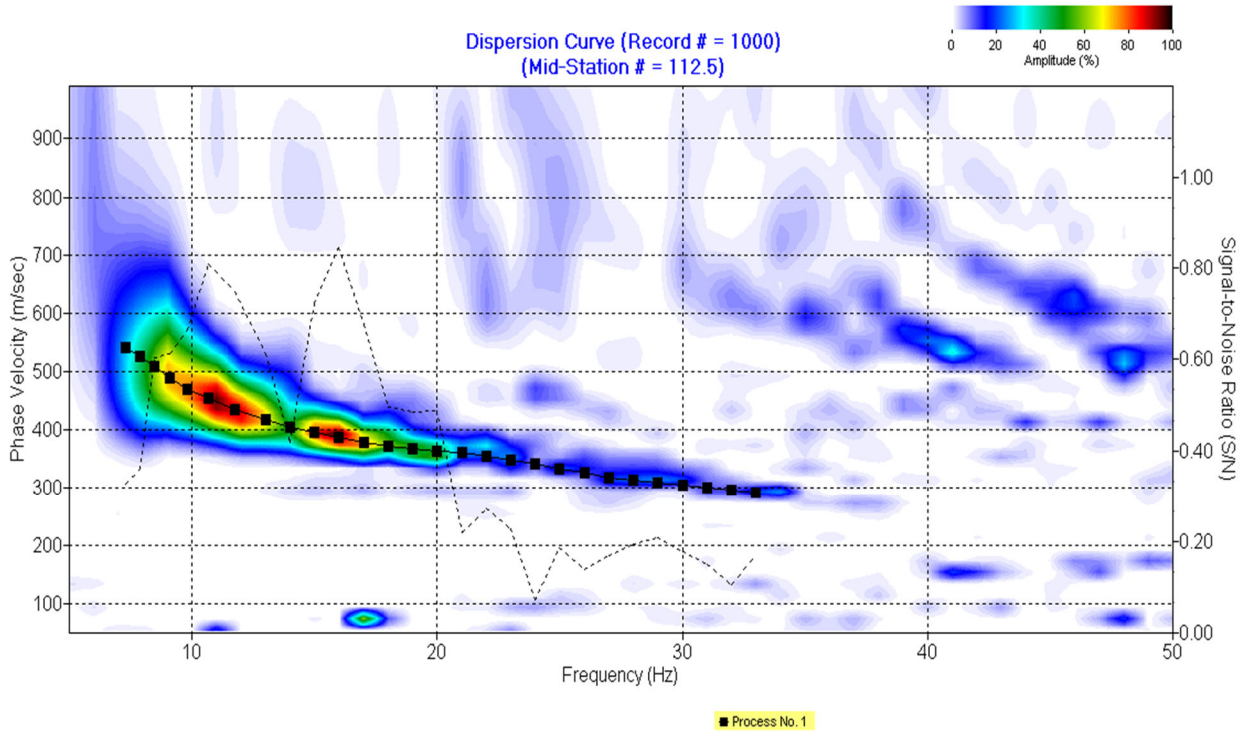 Dispersion Curve (Record # = 1000)
(Mid-Station # = 112.5)
0 20 40 60 80 100
Amplitude (%)
900
800
700
600
500
400
300
200
100
Phase Velocity (m/sec)
1.00
0.80
0.60
0.40
0.20
0.00
Signal-to-Noise Ratio (S/N)
10 20 30 40 50
Frequency (Hz)
Process No. 1